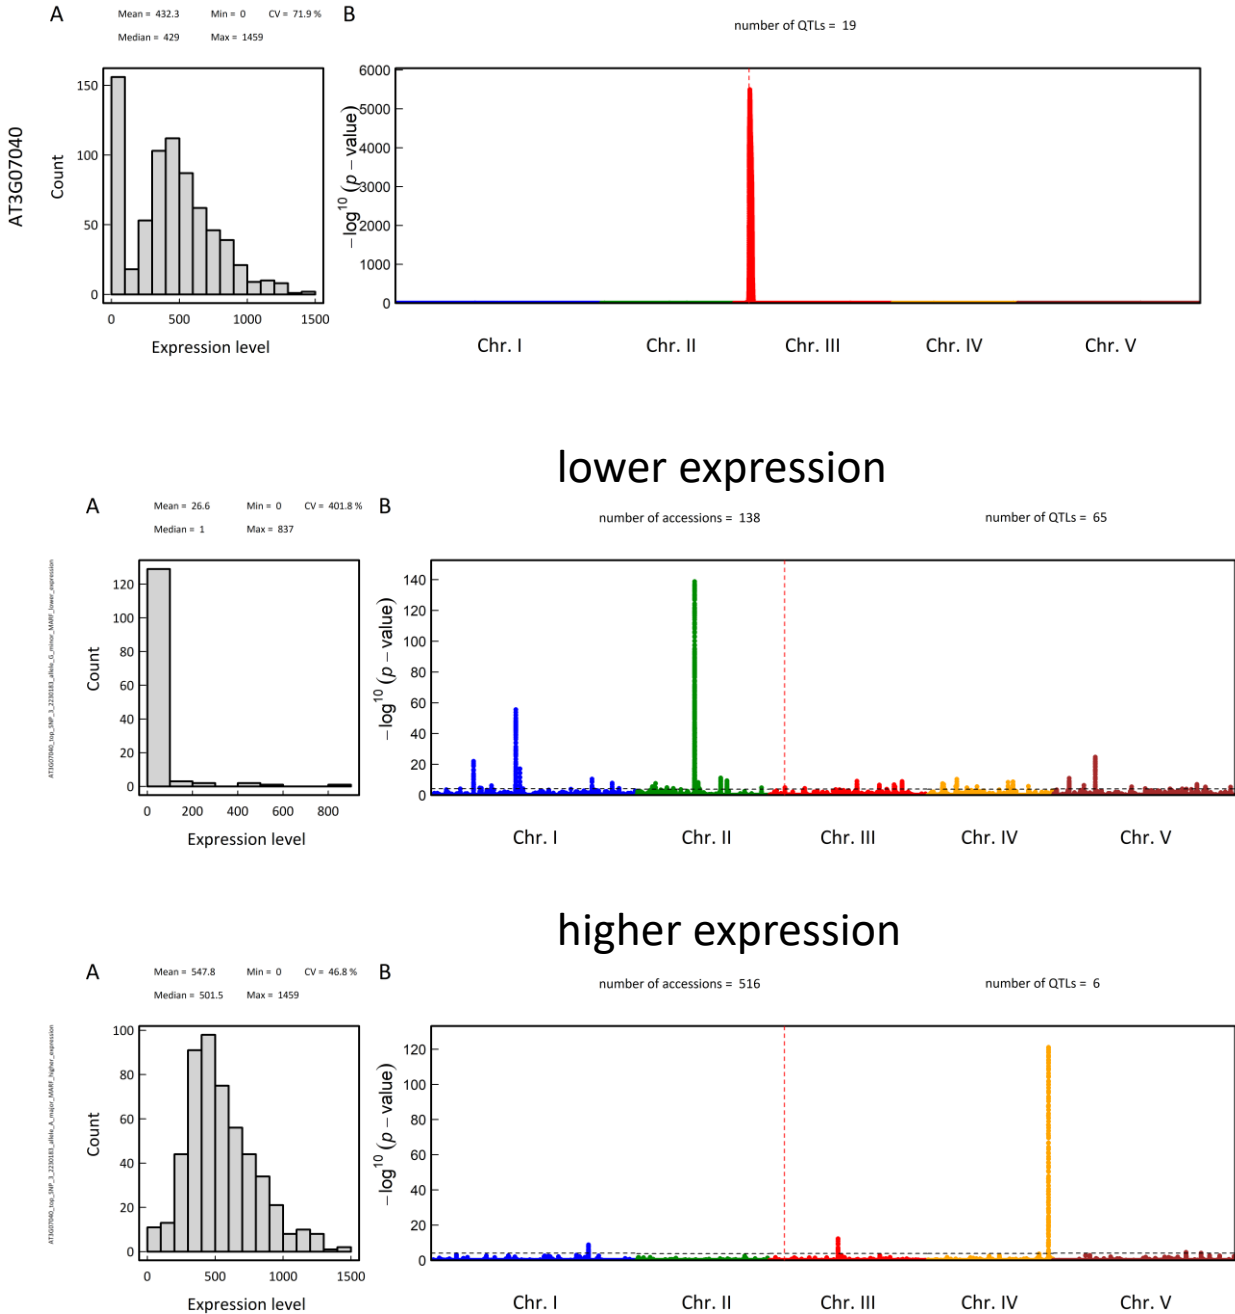 A
Mean = 432.3 Min = 0 CV = 71.9 %
Median = 429 Max = 1459
B
number of QTLs = 19
AT3G07040
Count
150
100
50
0
0 500 1000 1500
Expression level
−log10 (p − value)
6000
5000
4000
3000
2000
1000
0
Chr. I Chr. II Chr. III Chr. IV Chr. V
lower expression
A
Mean = 26.6 Min = 0 CV = 401.8 %
Median = 1 Max = 837
B
number of accessions = 138 number of QTLs = 65
AT3G07040_top_SNP_3_2230183_allele_G_minor_MARF_lower_expression
Count
120
100
80
60
40
20
0
0 200 400 600 800
Expression level
−log10 (p − value)
140
120
100
80
60
40
20
0
Chr. I Chr. II Chr. III Chr. IV Chr. V
higher expression
A
Mean = 547.8 Min = 0 CV = 46.8 %
Median = 501.5 Max = 1459
B
number of accessions = 516 number of QTLs = 6
AT3G07040_top_SNP_3_2230183_allele_A_major_MARF_higher_expression
Count
100
80
60
40
20
0
0 500 1000 1500
Expression level
−log10 (p − value)
120
100
80
60
40
20
0
Chr. I Chr. II Chr. III Chr. IV Chr. V